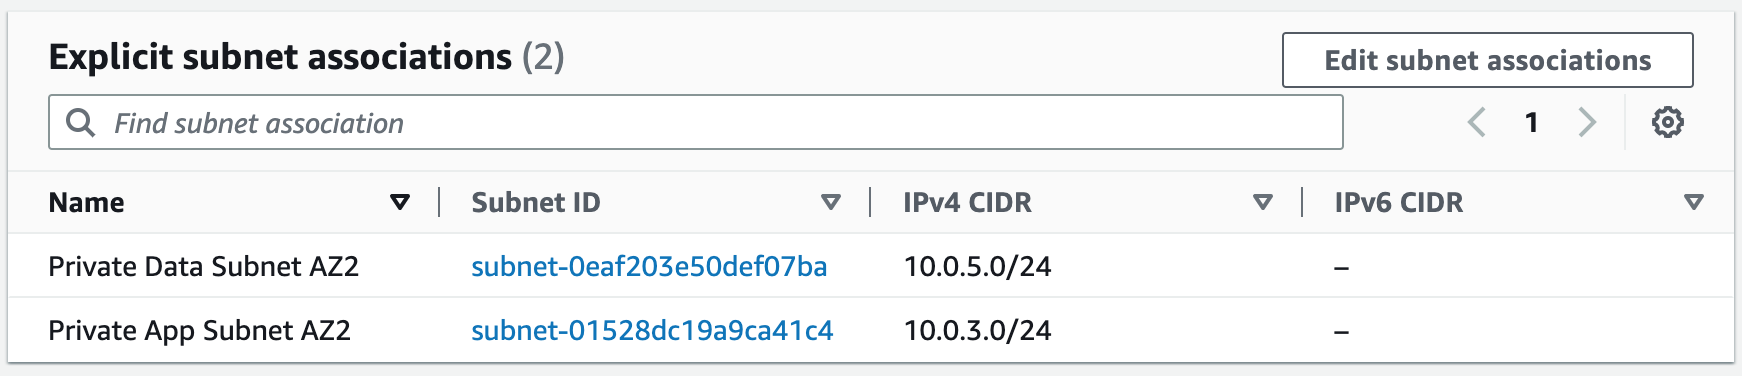 Explicit subnet associations (2)
Edit subnet associations
Find subnet association
1
Name Subnet ID IPv4 CIDR IPv6 CIDR
Private Data Subnet AZ2 subnet-0eaf203e50def07ba 10.0.5.0/24 –
Private App Subnet AZ2 subnet-01528dc19a9ca41c4 10.0.3.0/24 –